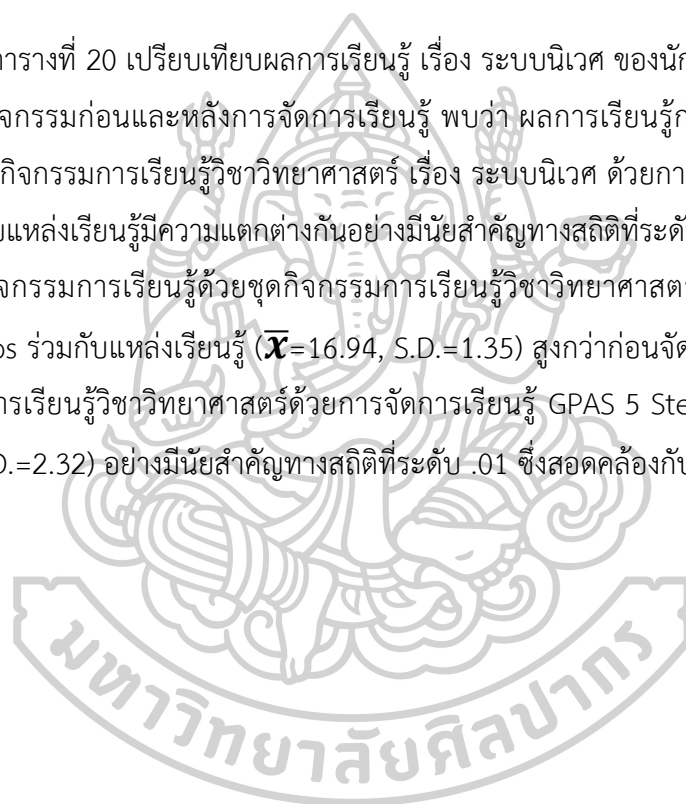 ตารางที่ 20 เปรียบเทียบผลการเรียนรู้ เรื่อง ระบบนิเวศ ของนัก
จกรรมก่อนและหลังการจัดการเรียนรู้ พบว่า ผลการเรียนรู้ก
กิจกรรมการเรียนรู้วิชาวิทยาศาสตร์ เรื่อง ระบบนิเวศ ด้วยกา
บแหล่งเรียนรู้มีความแตกต่างกันอย่างมีนัยสำคัญทางสถิติที่ระดั
จกรรมการเรียนรู้ด้วยชุดกิจกรรมการเรียนรู้วิชาวิทยาศาสต
ps ร่วมกับแหล่งเรียนรู้ (x̄=16.94, S.D.=1.35) สูงกว่าก่อนจัด
การเรียนรู้วิชาวิทยาศาสตร์ด้วยการจัดการเรียนรู้ GPAS 5 Ste
D.=2.32) อย่างมีนัยสำคัญทางสถิติที่ระดับ .01 ซึ่งสอดคล้องกับ
มหาวิทยาลัยศิลปากร